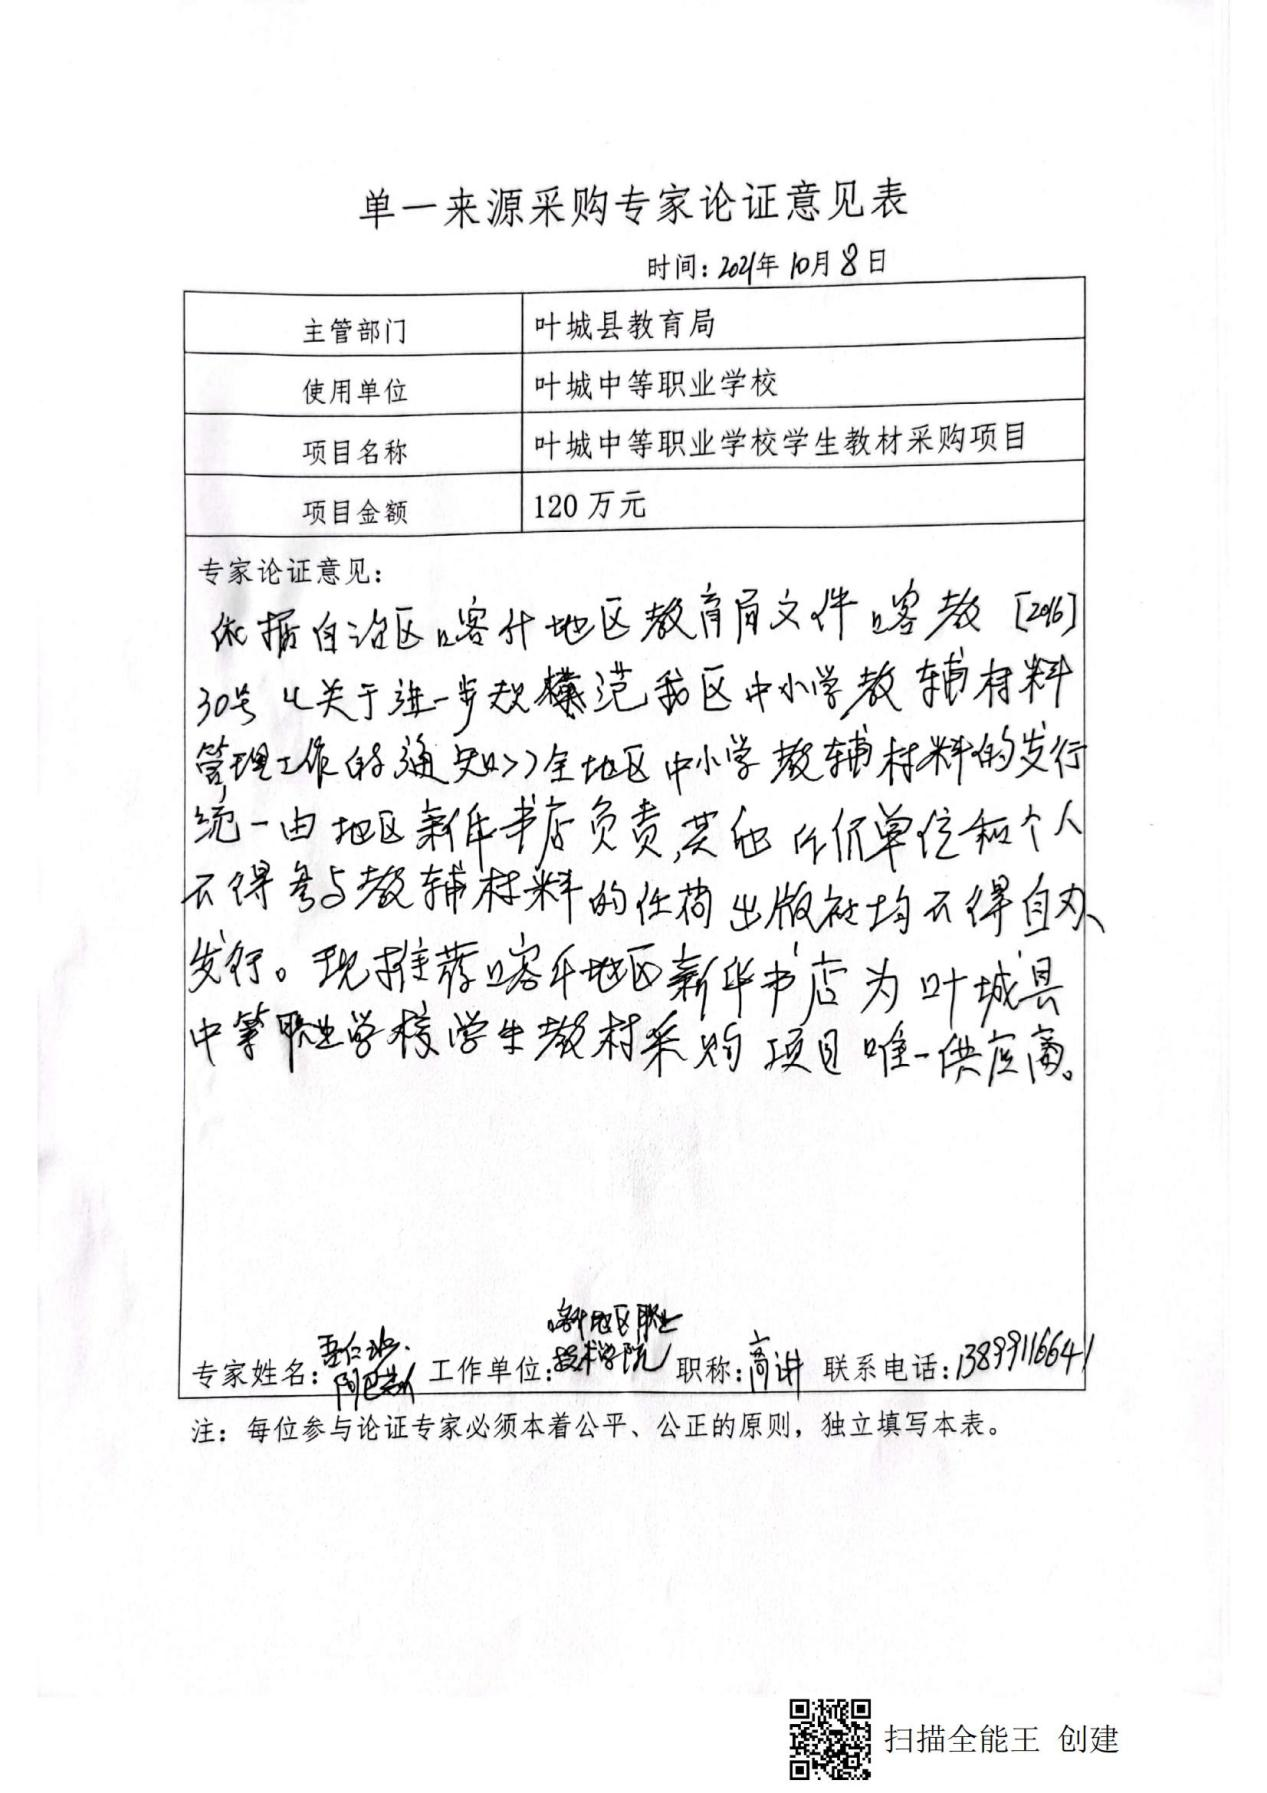 单一来源采购专家论证意见表
时间：2021年10月8日
主管部门 叶城县教育局
使用单位 叶城中等职业学校
项目名称 叶城中等职业学校学生教材采购项目
项目金额 120万元
专家论证意见：
依据自治区喀什地区教育局文件喀教［2016］
30号《关于进一步规范我区中小学教辅材料
管理工作的通知》全地区中小学教辅材料的发行
统一由地区新华书店负责,其他 单位和个人
不得参与教辅材料的任何出版社均不得自办
发行。现推荐喀什地区新华书店为叶城县
中等职业学校学生教材采购项目唯一供应商。
专家姓名： 工作单位：喀什地区职业技术学院 职称：高讲 联系电话：13899116641
注：每位参与论证专家必须本着公平、公正的原则，独立填写本表。
扫描全能王 创建